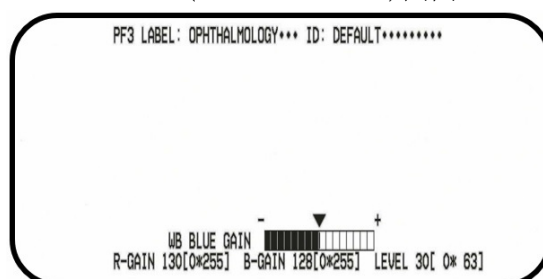 PF3 LABEL: OPHTHALMOLOGY••• ID: DEFAULT•••••••••
- ▼ +
WB BLUE GAIN
R-GAIN 130[0*255] B-GAIN 128[0*255] LEVEL 30[ 0* 63]